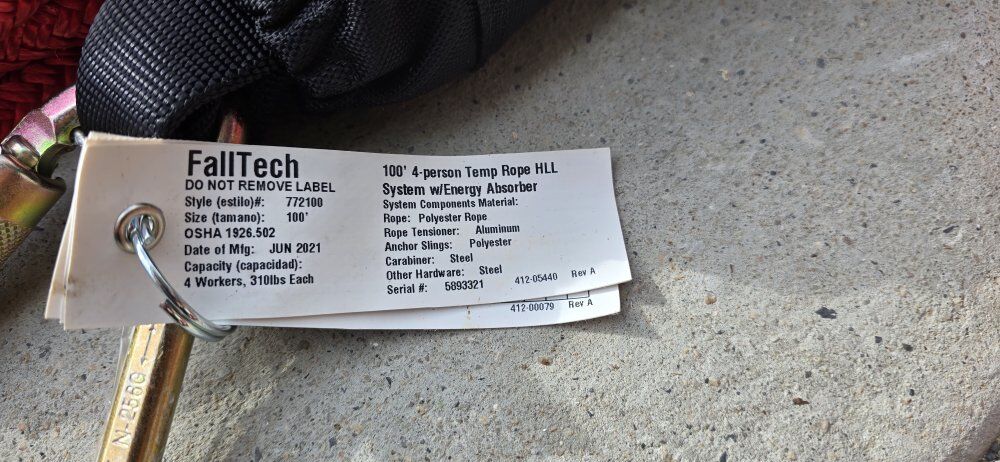 FallTech
DO NOT REMOVE LABEL
Style (estilo)#: 772100
Size (tamano): 100'
OSHA 1926.502
Date of Mfg: JUN 2021
Capacity (capacidad):
4 Workers, 310lbs Each
100' 4-person Temp Rope HLL
System w/Energy Absorber
System Components Material:
Rope: Polyester Rope
Rope Tensioner: Aluminum
Anchor Slings: Polyester
Carabiner: Steel
Other Hardware: Steel
Serial #: 5893321
412-05440 Rev A
412-00079 Rev A
N-256G